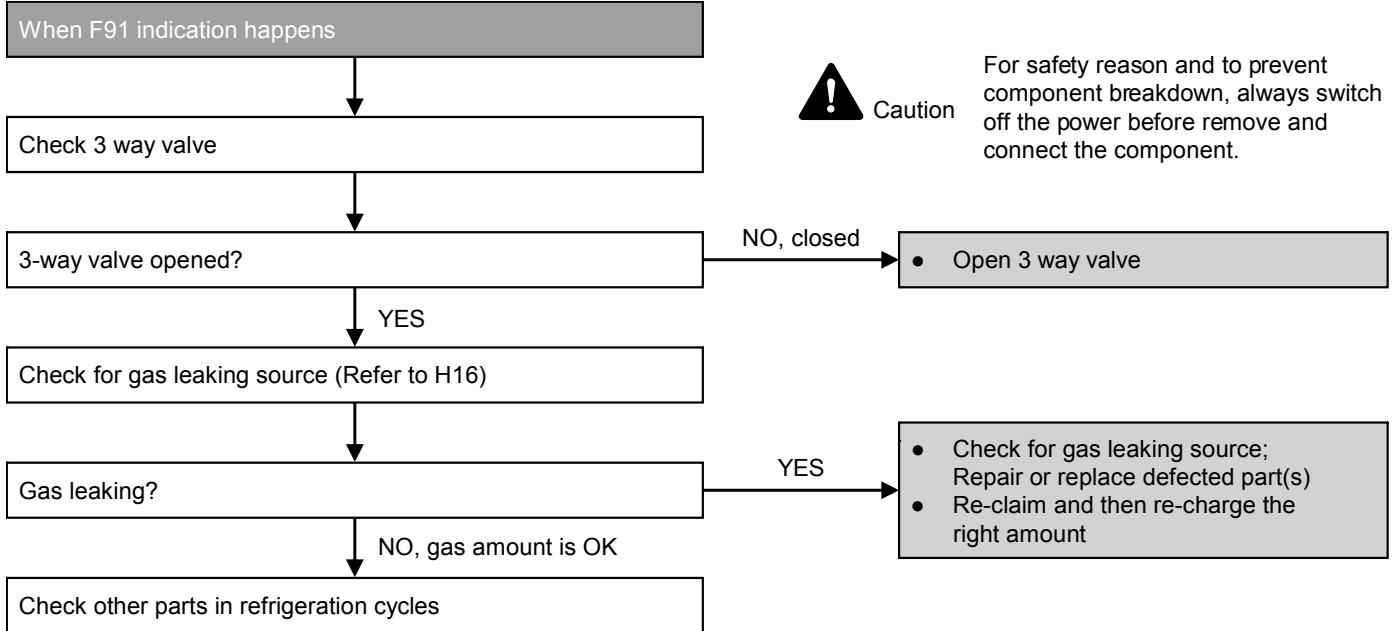 When F91 indication happens
Caution
For safety reason and to prevent
component breakdown, always switch
off the power before remove and
connect the component.
Check 3 way valve
3-way valve opened?
NO, closed
● Open 3 way valve
YES
Check for gas leaking source (Refer to H16)
Gas leaking?
YES
● Check for gas leaking source;
Repair or replace defected part(s)
● Re-claim and then re-charge the
right amount
NO, gas amount is OK
Check other parts in refrigeration cycles